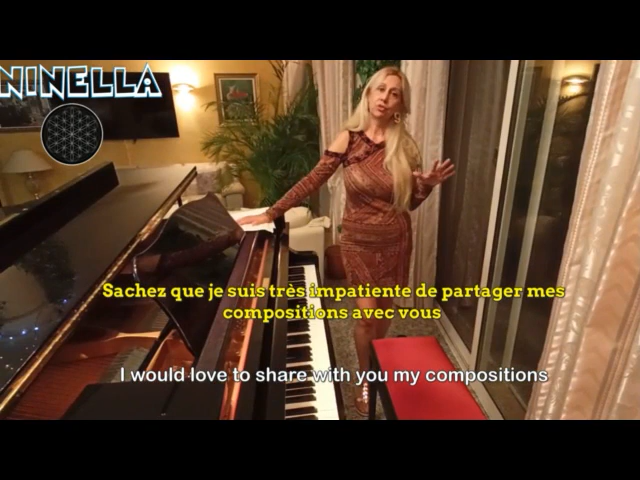 NINELLA
Sachez que je suis très impatiente de partager mes
compositions avec vous
I would love to share with you my compositions